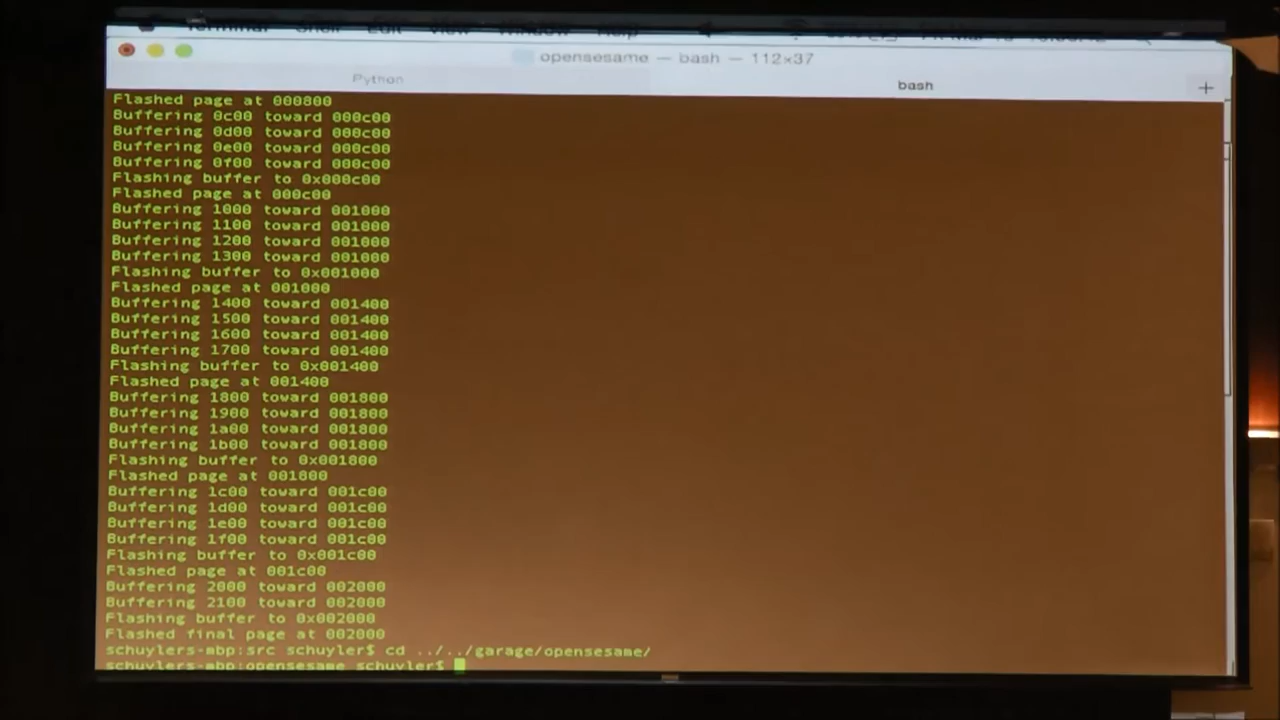 Terminal Shell Edit View Window Help
opensesame — bash — 112×37
Python
bash
+
Flashed page at 000800
Buffering 0c00 toward 000c00
Buffering 0d00 toward 000c00
Buffering 0e00 toward 000c00
Buffering 0f00 toward 000c00
Flashing buffer to 0x000c00
Flashed page at 000c00
Buffering 1000 toward 001000
Buffering 1100 toward 001000
Buffering 1200 toward 001000
Buffering 1300 toward 001000
Flashing buffer to 0x001000
Flashed page at 001000
Buffering 1400 toward 001400
Buffering 1500 toward 001400
Buffering 1600 toward 001400
Buffering 1700 toward 001400
Flashing buffer to 0x001400
Flashed page at 001400
Buffering 1800 toward 001800
Buffering 1900 toward 001800
Buffering 1a00 toward 001800
Buffering 1b00 toward 001800
Flashing buffer to 0x001800
Flashed page at 001800
Buffering 1c00 toward 001c00
Buffering 1d00 toward 001c00
Buffering 1e00 toward 001c00
Buffering 1f00 toward 001c00
Flashing buffer to 0x001c00
Flashed page at 001c00
Buffering 2000 toward 002000
Buffering 2100 toward 002000
Flashing buffer to 0x002000
Flashed final page at 002000
schuylers-mbp:src schuyler$ cd ../../garage/opensesame/
schuylers-mbp:opensesame schuyler$